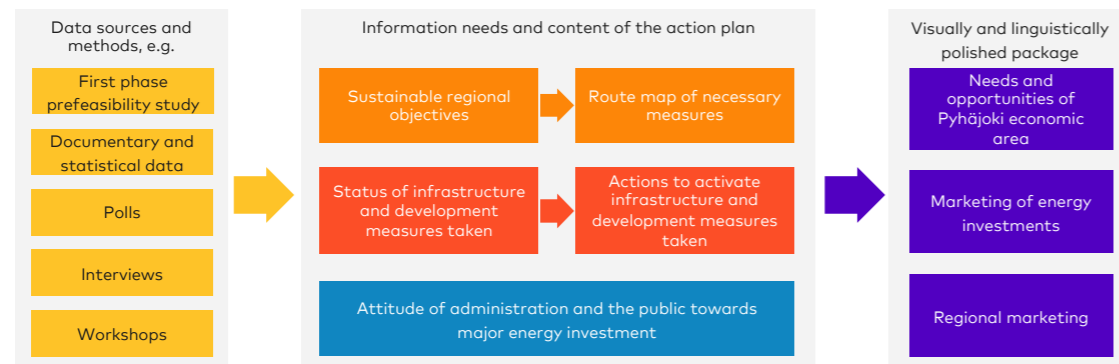 Data sources and
methods, e.g.
First phase
prefeasibility study
Documentary and
statistical data
Polls
Interviews
Workshops
Information needs and content of the action plan
Sustainable regional
objectives
Route map of necessary
measures
Status of infrastructure
and development
measures taken
Actions to activate
infrastructure and
development measures
taken
Attitude of administration and the public towards
major energy investment
Visually and linguistically
polished package
Needs and
opportunities of
Pyhäjoki economic
area
Marketing of energy
investments
Regional marketing